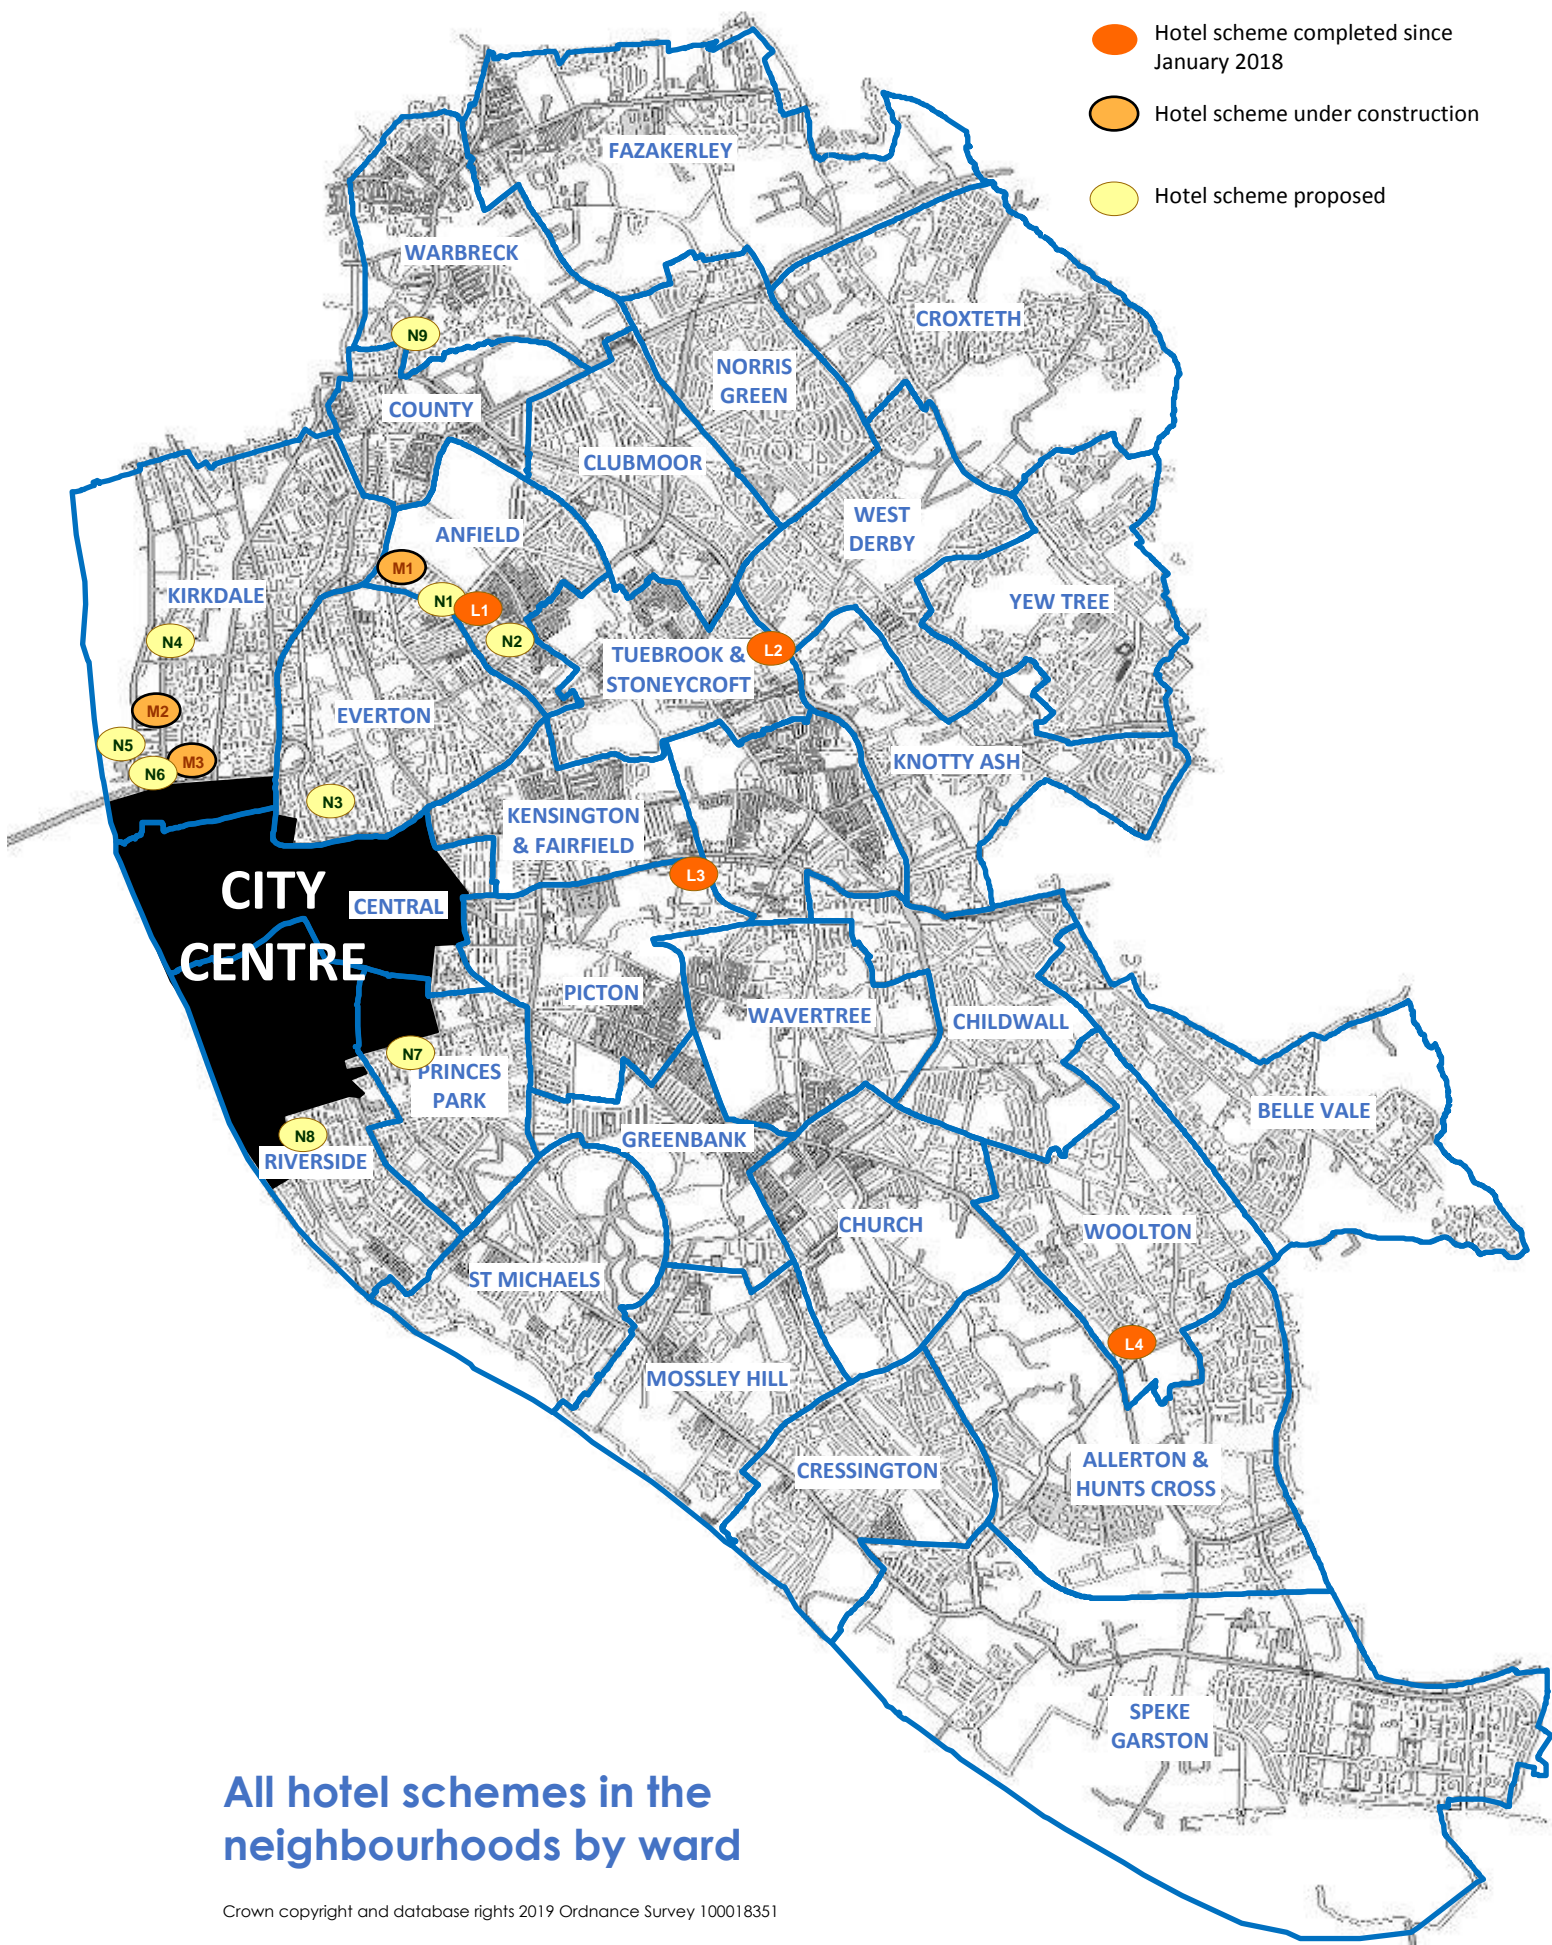 Hotel scheme completed since
January 2018
Hotel scheme under construction
Hotel scheme proposed
FAZAKERLEY
WARBRECK
CROXTETH
N9
NORRIS
GREEN
COUNTY
CLUBMOOR
WEST
DERBY
ANFIELD
M1
KIRKDALE
N1
L1
YEW TREE
N4
N2
L2
TUEBROOK &
STONEYCROFT
M2
EVERTON
N5
M3
N6
KNOTTY ASH
N3
KENSINGTON
& FAIRFIELD
L3
CITY
CENTRE
CENTRAL
PICTON
WAVERTREE
CHILDWALL
N7
PRINCES
PARK
BELLE VALE
N8
RIVERSIDE
GREENBANK
CHURCH
WOOLTON
ST MICHAELS
L4
MOSSLEY HILL
CRESSINGTON
ALLERTON &
HUNTS CROSS
SPEKE
GARSTON
All hotel schemes in the
neighbourhoods by ward
Crown copyright and database rights 2019 Ordnance Survey 100018351